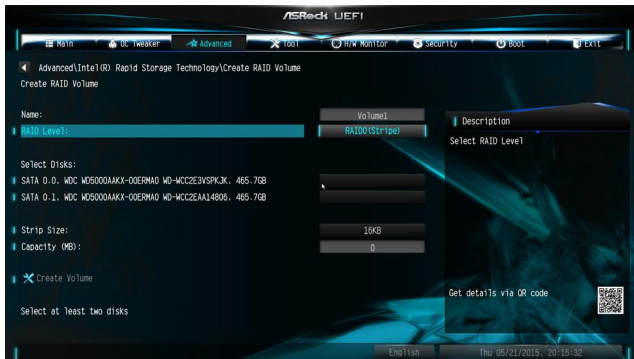 ASRock UEFI
Main OC Tweaker Advanced Tool H/W Monitor Security Boot Exit
Advanced\Intel(R) Rapid Storage Technology\Create RAID Volume
Create RAID Volume
Name: Volume1
Description
RAID Level: RAID0(Stripe)
Select RAID Level
Select Disks:
SATA 0.0. WDC WD5000AAKX-00ERMA0 WD-WCC2E3VSPKJK. 465.7GB
SATA 0.1. WDC WD5000AAKX-00ERMA0 WD-WCC2EAA14806. 465.7GB
Strip Size: 16KB
Capacity (MB): 0
Create Volume
Get details via QR code
Select at least two disks
English Thu 05/21/2015. 20:15:32